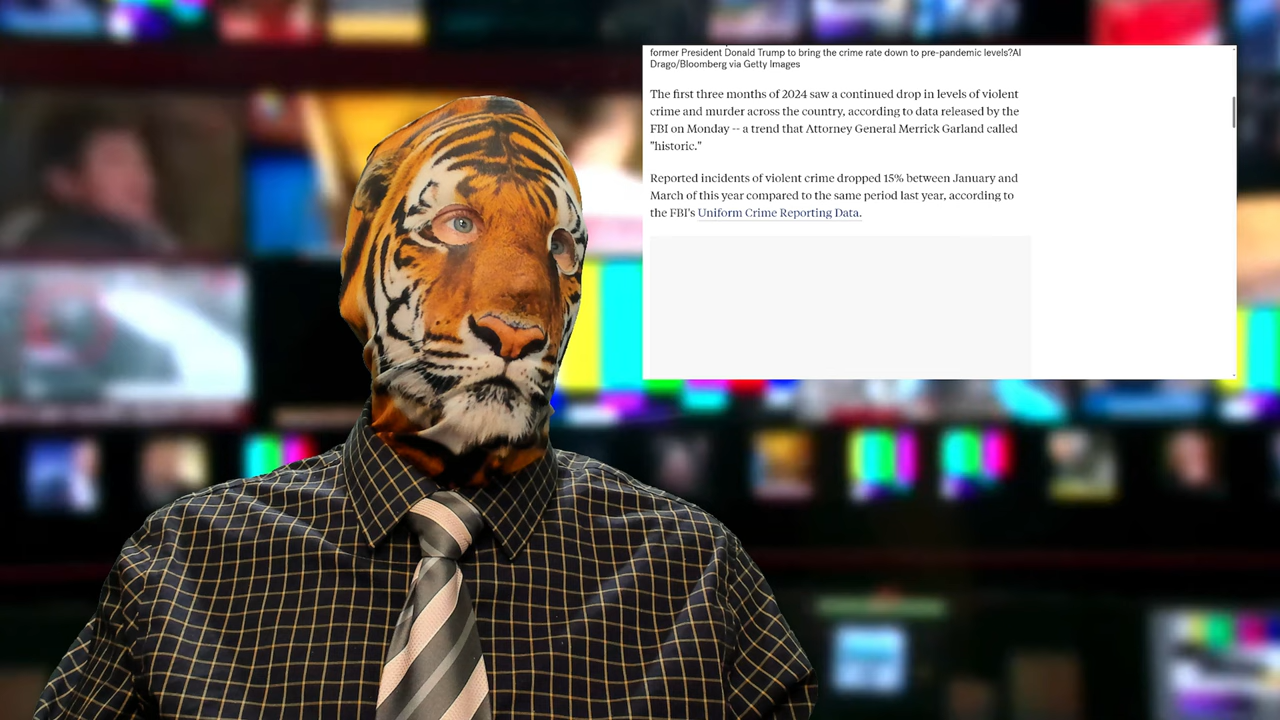 former President Donald Trump to bring the crime rate down to pre-pandemic levels?Al
Drago/Bloomberg via Getty Images
The first three months of 2024 saw a continued drop in levels of violent
crime and murder across the country, according to data released by the
FBI on Monday -- a trend that Attorney General Merrick Garland called
"historic."
Reported incidents of violent crime dropped 15% between January and
March of this year compared to the same period last year, according to
the FBI's Uniform Crime Reporting Data.